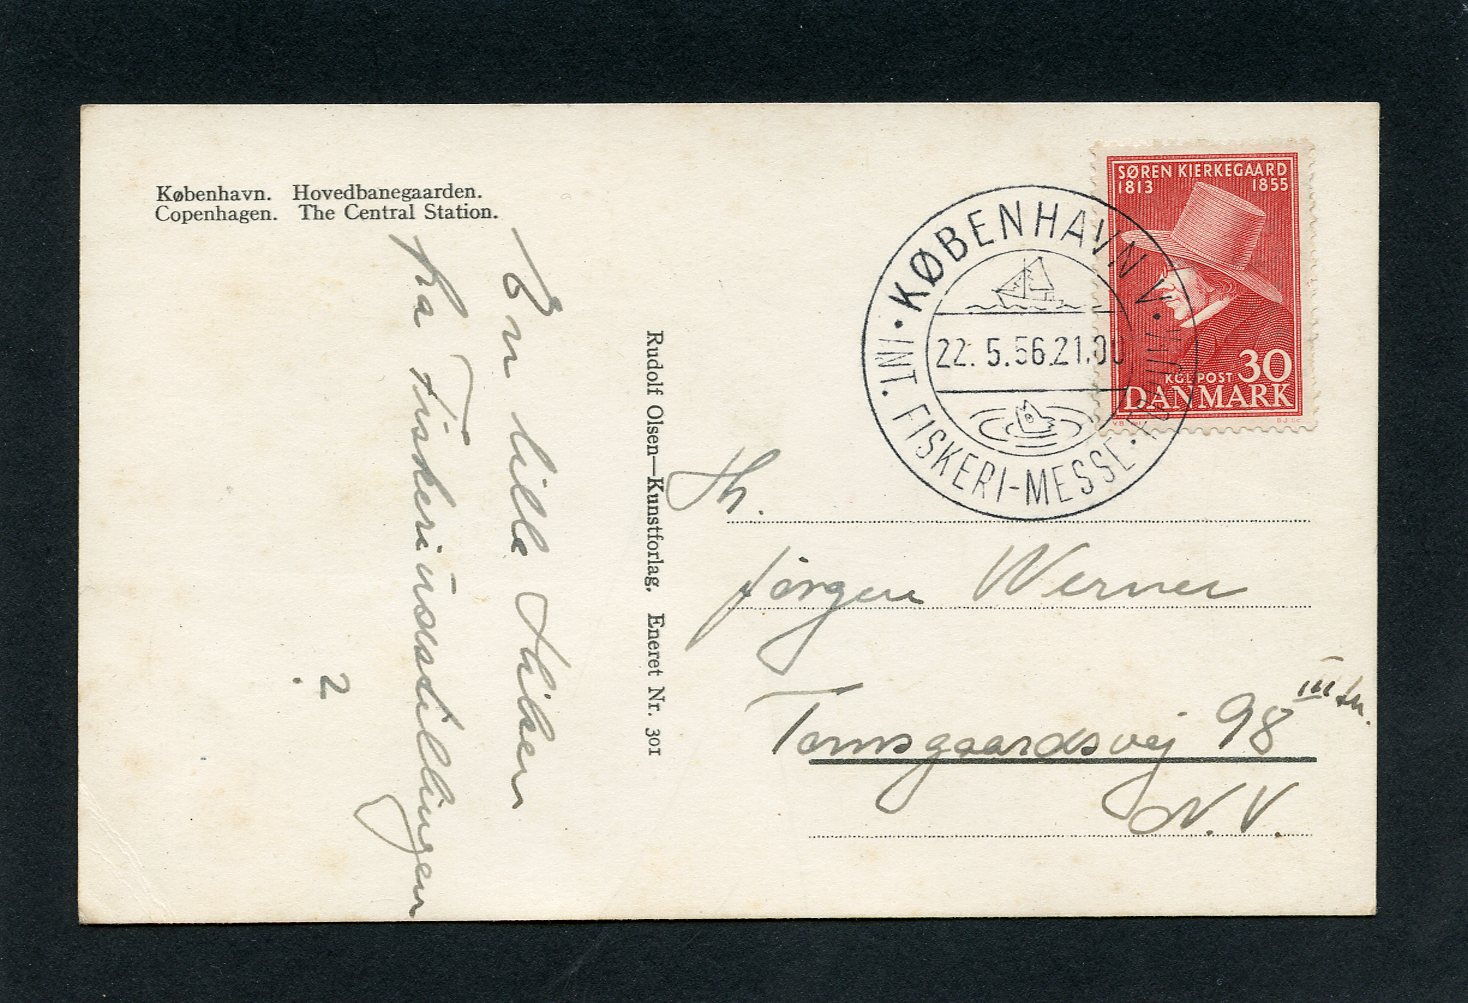 København. Hovedbanegaarden.
Copenhagen. The Central Station.
En lille Hilsen
fra Fiskeriudstillingen
?
Rudolf Olsen—Kunstforlag. Eneret Nr. 301
SØREN KIERKEGAARD
1813 1855
KGL. POST 30
DANMARK
KØBENHAVN V.
22. 5. 56.21.00
INT. FISKERI-MESSE
Hr.
Jørgen Werner
Tomsgaardsvej 98 III th.
N.V.